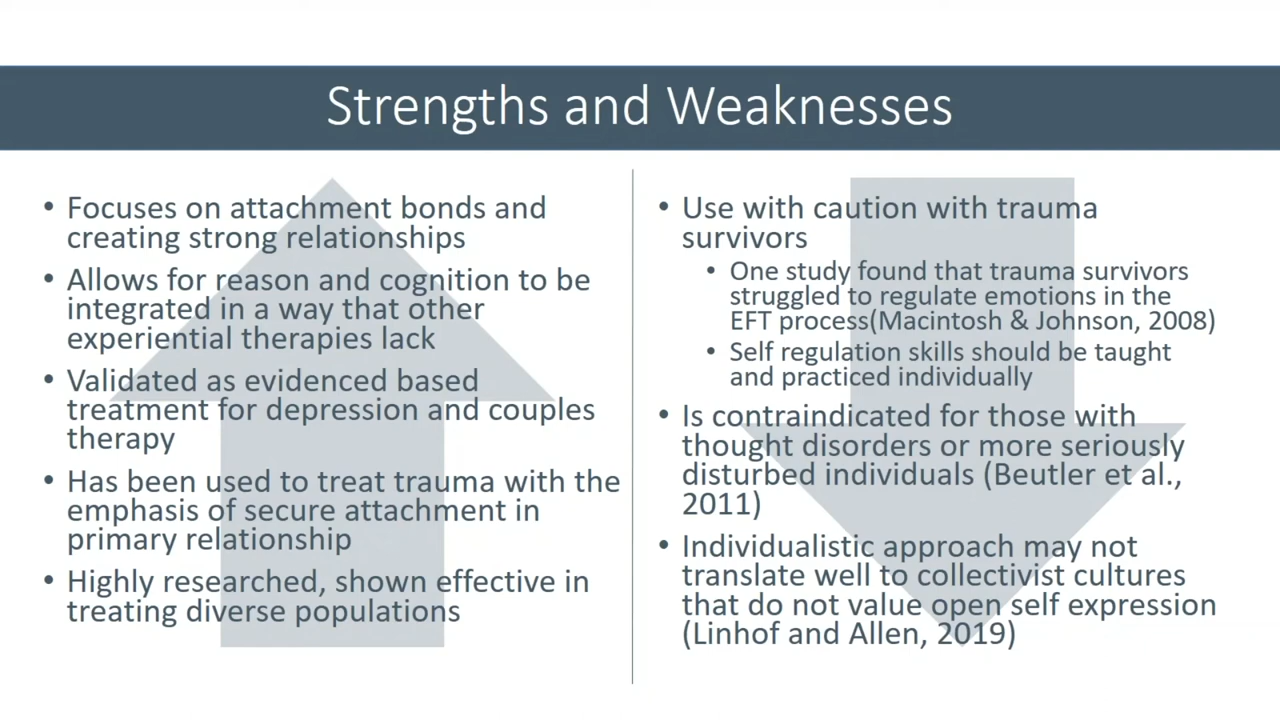 Strengths and Weaknesses
• Focuses on attachment bonds and
creating strong relationships
• Allows for reason and cognition to be
integrated in a way that other
experiential therapies lack
• Validated as evidenced based
treatment for depression and couples
therapy
• Has been used to treat trauma with the
emphasis of secure attachment in
primary relationship
• Highly researched, shown effective in
treating diverse populations
• Use with caution with trauma
survivors
• One study found that trauma survivors
struggled to regulate emotions in the
EFT process(Macintosh & Johnson, 2008)
• Self regulation skills should be taught
and practiced individually
• Is contraindicated for those with
thought disorders or more seriously
disturbed individuals (Beutler et al.,
2011)
• Individualistic approach may not
translate well to collectivist cultures
that do not value open self expression
(Linhof and Allen, 2019)